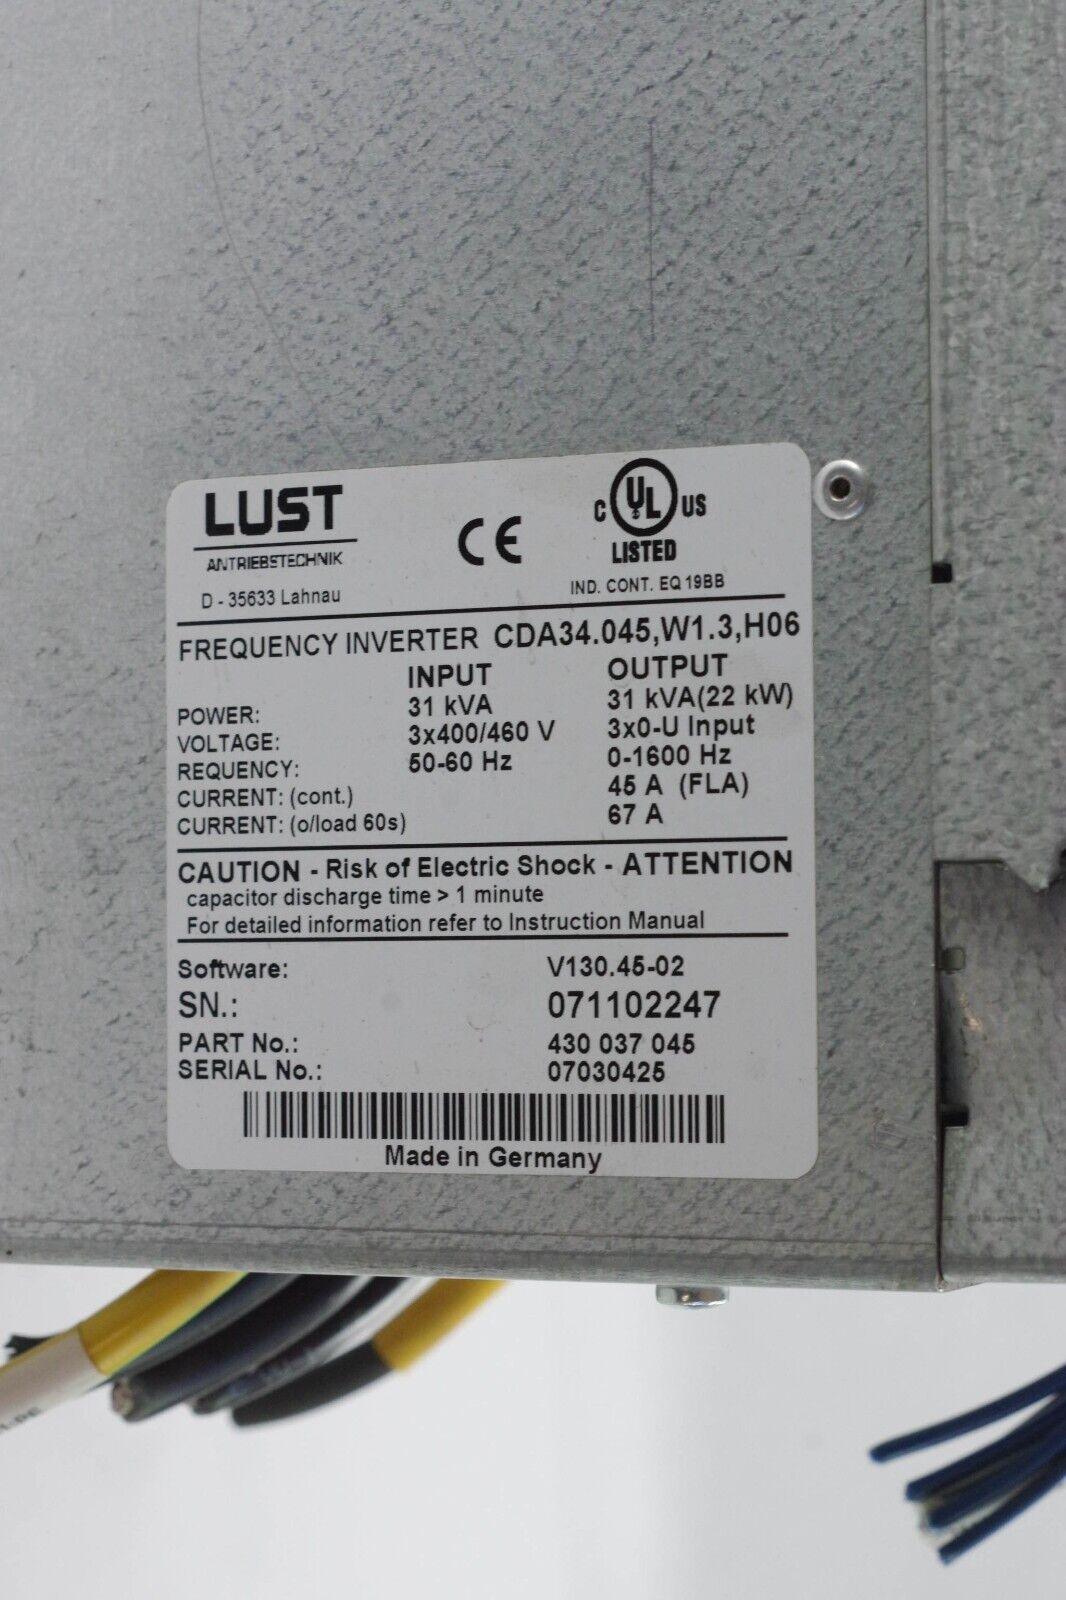 LUST
ANTRIEBSTECHNIK
D - 35633 Lahnau
CE
C UL US
LISTED
IND. CONT. EQ 19BB
FREQUENCY INVERTER CDA34.045,W1.3,H06
INPUT OUTPUT
POWER: 31 kVA 31 kVA(22 kW)
VOLTAGE: 3x400/460 V 3x0-U Input
REQUENCY: 50-60 Hz 0-1600 Hz
CURRENT: (cont.) 45 A (FLA)
CURRENT: (o/load 60s) 67 A
CAUTION - Risk of Electric Shock - ATTENTION
capacitor discharge time > 1 minute
For detailed information refer to Instruction Manual
Software: V130.45-02
SN.: 071102247
PART No.: 430 037 045
SERIAL No.: 07030425
Made in Germany